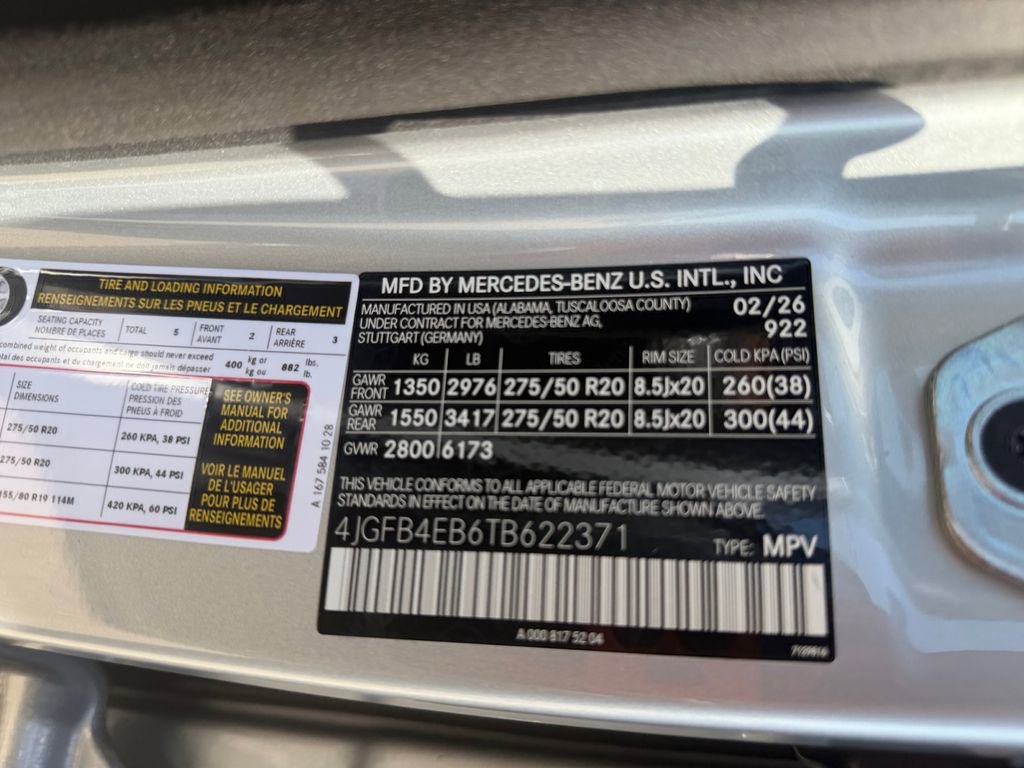 TIRE AND LOADING INFORMATION
RENSEIGNEMENTS SUR LES PNEUS ET LE CHARGEMENT
SEATING CAPACITY
NOMBRE DE PLACES
TOTAL 5
FRONT
AVANT 2
REAR
ARRIÈRE 3
combined weight of occupants and cargo should never exceed
total des occupants et du chargement ne doit jamais dépasser
400 kg or
kg ou
882 lbs.
lb.
SIZE
DIMENSIONS
COLD TIRE PRESSURE
PRESSION DES
PNEUS À FROID
275/50 R20 260 KPA, 38 PSI
275/50 R20 300 KPA, 44 PSI
155/80 R19 114M 420 KPA, 60 PSI
SEE OWNER'S
MANUAL FOR
ADDITIONAL
INFORMATION
VOIR LE MANUEL
DE L'USAGER
POUR PLUS DE
RENSEIGNEMENTS
A 167 584 10 28
MFD BY MERCEDES-BENZ U.S. INTL., INC
MANUFACTURED IN USA (ALABAMA, TUSCALOOSA COUNTY)
UNDER CONTRACT FOR MERCEDES-BENZ AG,
STUTTGART (GERMANY)
02/26
922
KG LB TIRES RIM SIZE COLD KPA(PSI)
GAWR
FRONT 1350 2976 275/50 R20 8.5Jx20 260(38)
GAWR
REAR 1550 3417 275/50 R20 8.5Jx20 300(44)
GVWR 2800 6173
THIS VEHICLE CONFORMS TO ALL APPLICABLE FEDERAL MOTOR VEHICLE SAFETY
STANDARDS IN EFFECT ON THE DATE OF MANUFACTURE SHOWN ABOVE.
4JGFB4EB6TB622371 TYPE: MPV
A 000 817 52 04